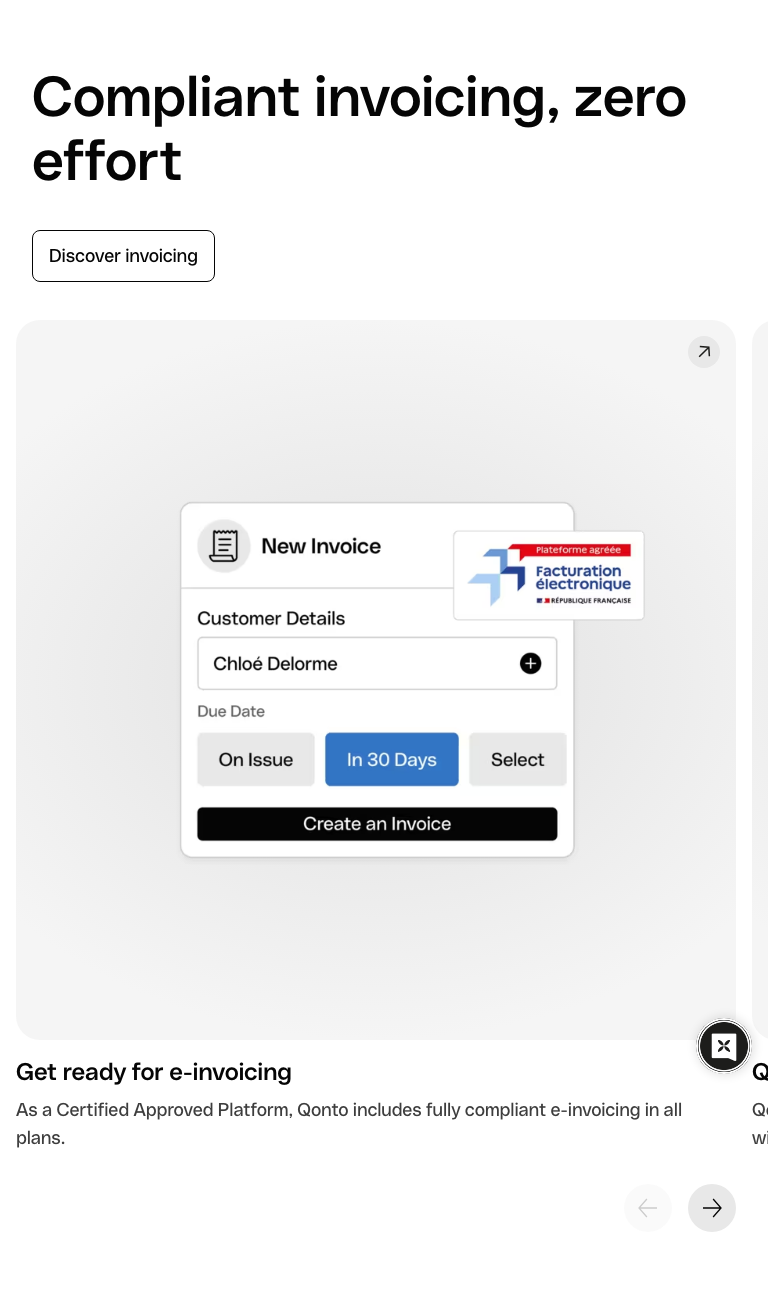 Compliant invoicing, zero
effort
Discover invoicing
New Invoice
Plateforme agréée
Facturation
électronique
RÉPUBLIQUE FRANÇAISE
Customer Details
Chloé Delorme
Due Date
On Issue
In 30 Days
Select
Create an Invoice
Get ready for e-invoicing
As a Certified Approved Platform, Qonto includes fully compliant e-invoicing in all
plans.